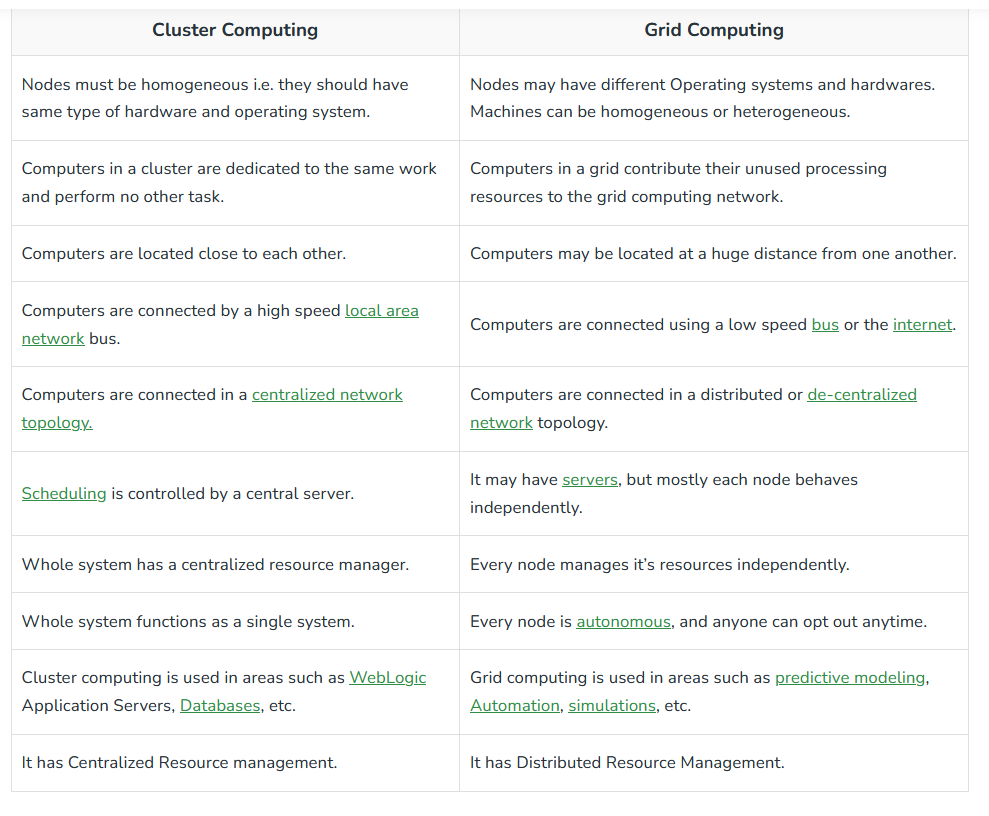 Cluster Computing
Grid Computing
Nodes must be homogeneous i.e. they should have
same type of hardware and operating system.
Nodes may have different Operating systems and hardwares.
Machines can be homogeneous or heterogeneous.
Computers in a cluster are dedicated to the same work
and perform no other task.
Computers in a grid contribute their unused processing
resources to the grid computing network.
Computers are located close to each other.
Computers may be located at a huge distance from one another.
Computers are connected by a high speed local area
network bus.
Computers are connected using a low speed bus or the internet.
Computers are connected in a centralized network
topology.
Computers are connected in a distributed or de-centralized
network topology.
Scheduling is controlled by a central server.
It may have servers, but mostly each node behaves
independently.
Whole system has a centralized resource manager.
Every node manages it’s resources independently.
Whole system functions as a single system.
Every node is autonomous, and anyone can opt out anytime.
Cluster computing is used in areas such as WebLogic
Application Servers, Databases, etc.
Grid computing is used in areas such as predictive modeling,
Automation, simulations, etc.
It has Centralized Resource management.
It has Distributed Resource Management.